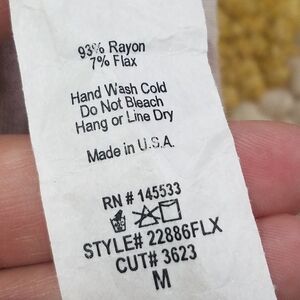 93% Rayon
7% Flax
Hand Wash Cold
Do Not Bleach
Hang or Line Dry
Made in U.S.A.
RN # 145533
STYLE# 22886FLX
CUT# 3623
M